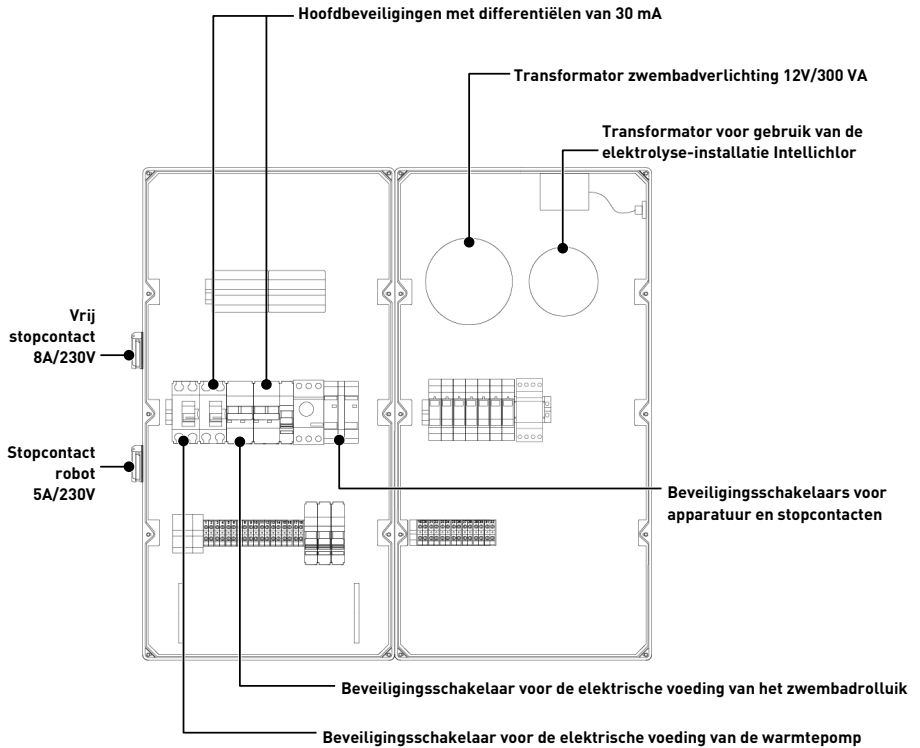 Hoofdbeveiligingen met differentiëlen van 30 mA
Transformator zwembadverlichting 12V/300 VA
Transformator voor gebruik van de
elektrolyse-installatie Intellichlor
Vrij
stopcontact
8A/230V
Stopcontact
robot
5A/230V
Beveiligingsschakelaars voor
apparatuur en stopcontacten
Beveiligingsschakelaar voor de elektrische voeding van het zwembadrolluik
Beveiligingsschakelaar voor de elektrische voeding van de warmtepomp